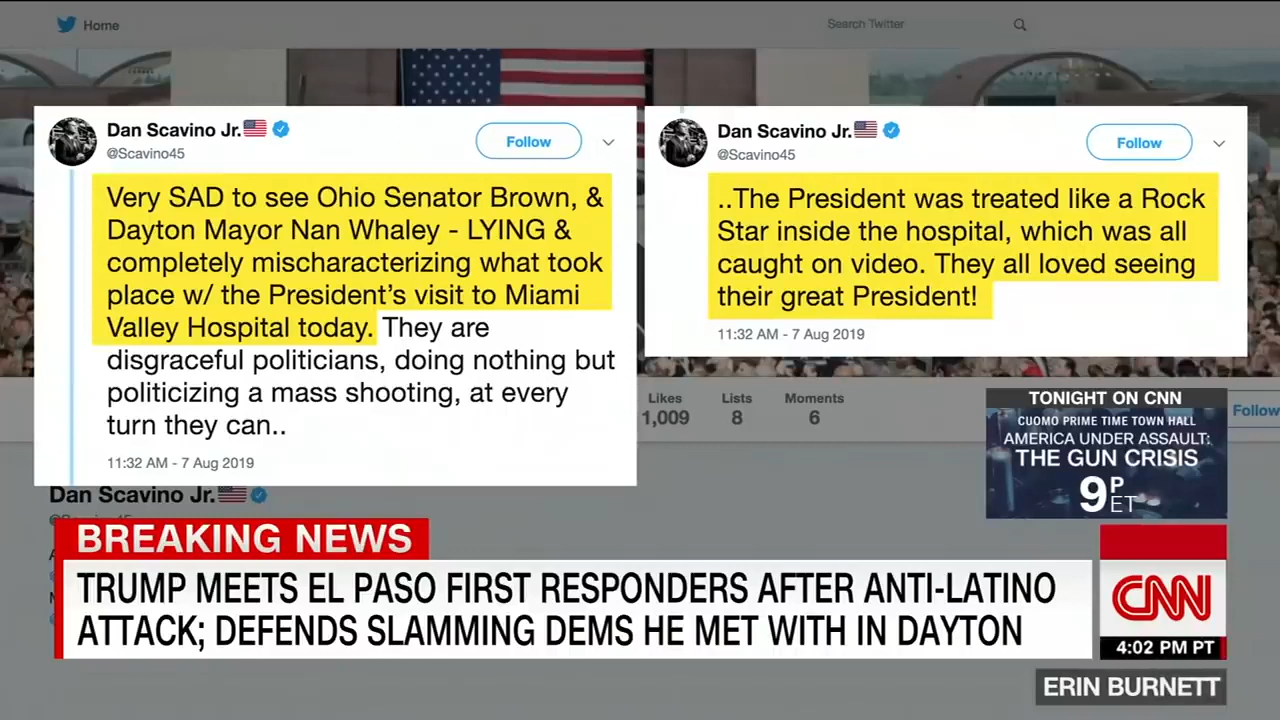 Home
Search Twitter
Dan Scavino Jr.
@Scavino45
Follow
Very SAD to see Ohio Senator Brown, &
Dayton Mayor Nan Whaley - LYING &
completely mischaracterizing what took
place w/ the President's visit to Miami
Valley Hospital today. They are
disgraceful politicians, doing nothing but
politicizing a mass shooting, at every
turn they can..
11:32 AM - 7 Aug 2019
Dan Scavino Jr.
@Scavino45
Follow
..The President was treated like a Rock
Star inside the hospital, which was all
caught on video. They all loved seeing
their great President!
11:32 AM - 7 Aug 2019
Likes Lists Moments
1,009 8 6
Follow
TONIGHT ON CNN
CUOMO PRIME TIME TOWN HALL
AMERICA UNDER ASSAULT:
THE GUN CRISIS
9P ET
Dan Scavino Jr.
BREAKING NEWS
TRUMP MEETS EL PASO FIRST RESPONDERS AFTER ANTI-LATINO
ATTACK; DEFENDS SLAMMING DEMS HE MET WITH IN DAYTON
CNN
4:02 PM PT
ERIN BURNETT